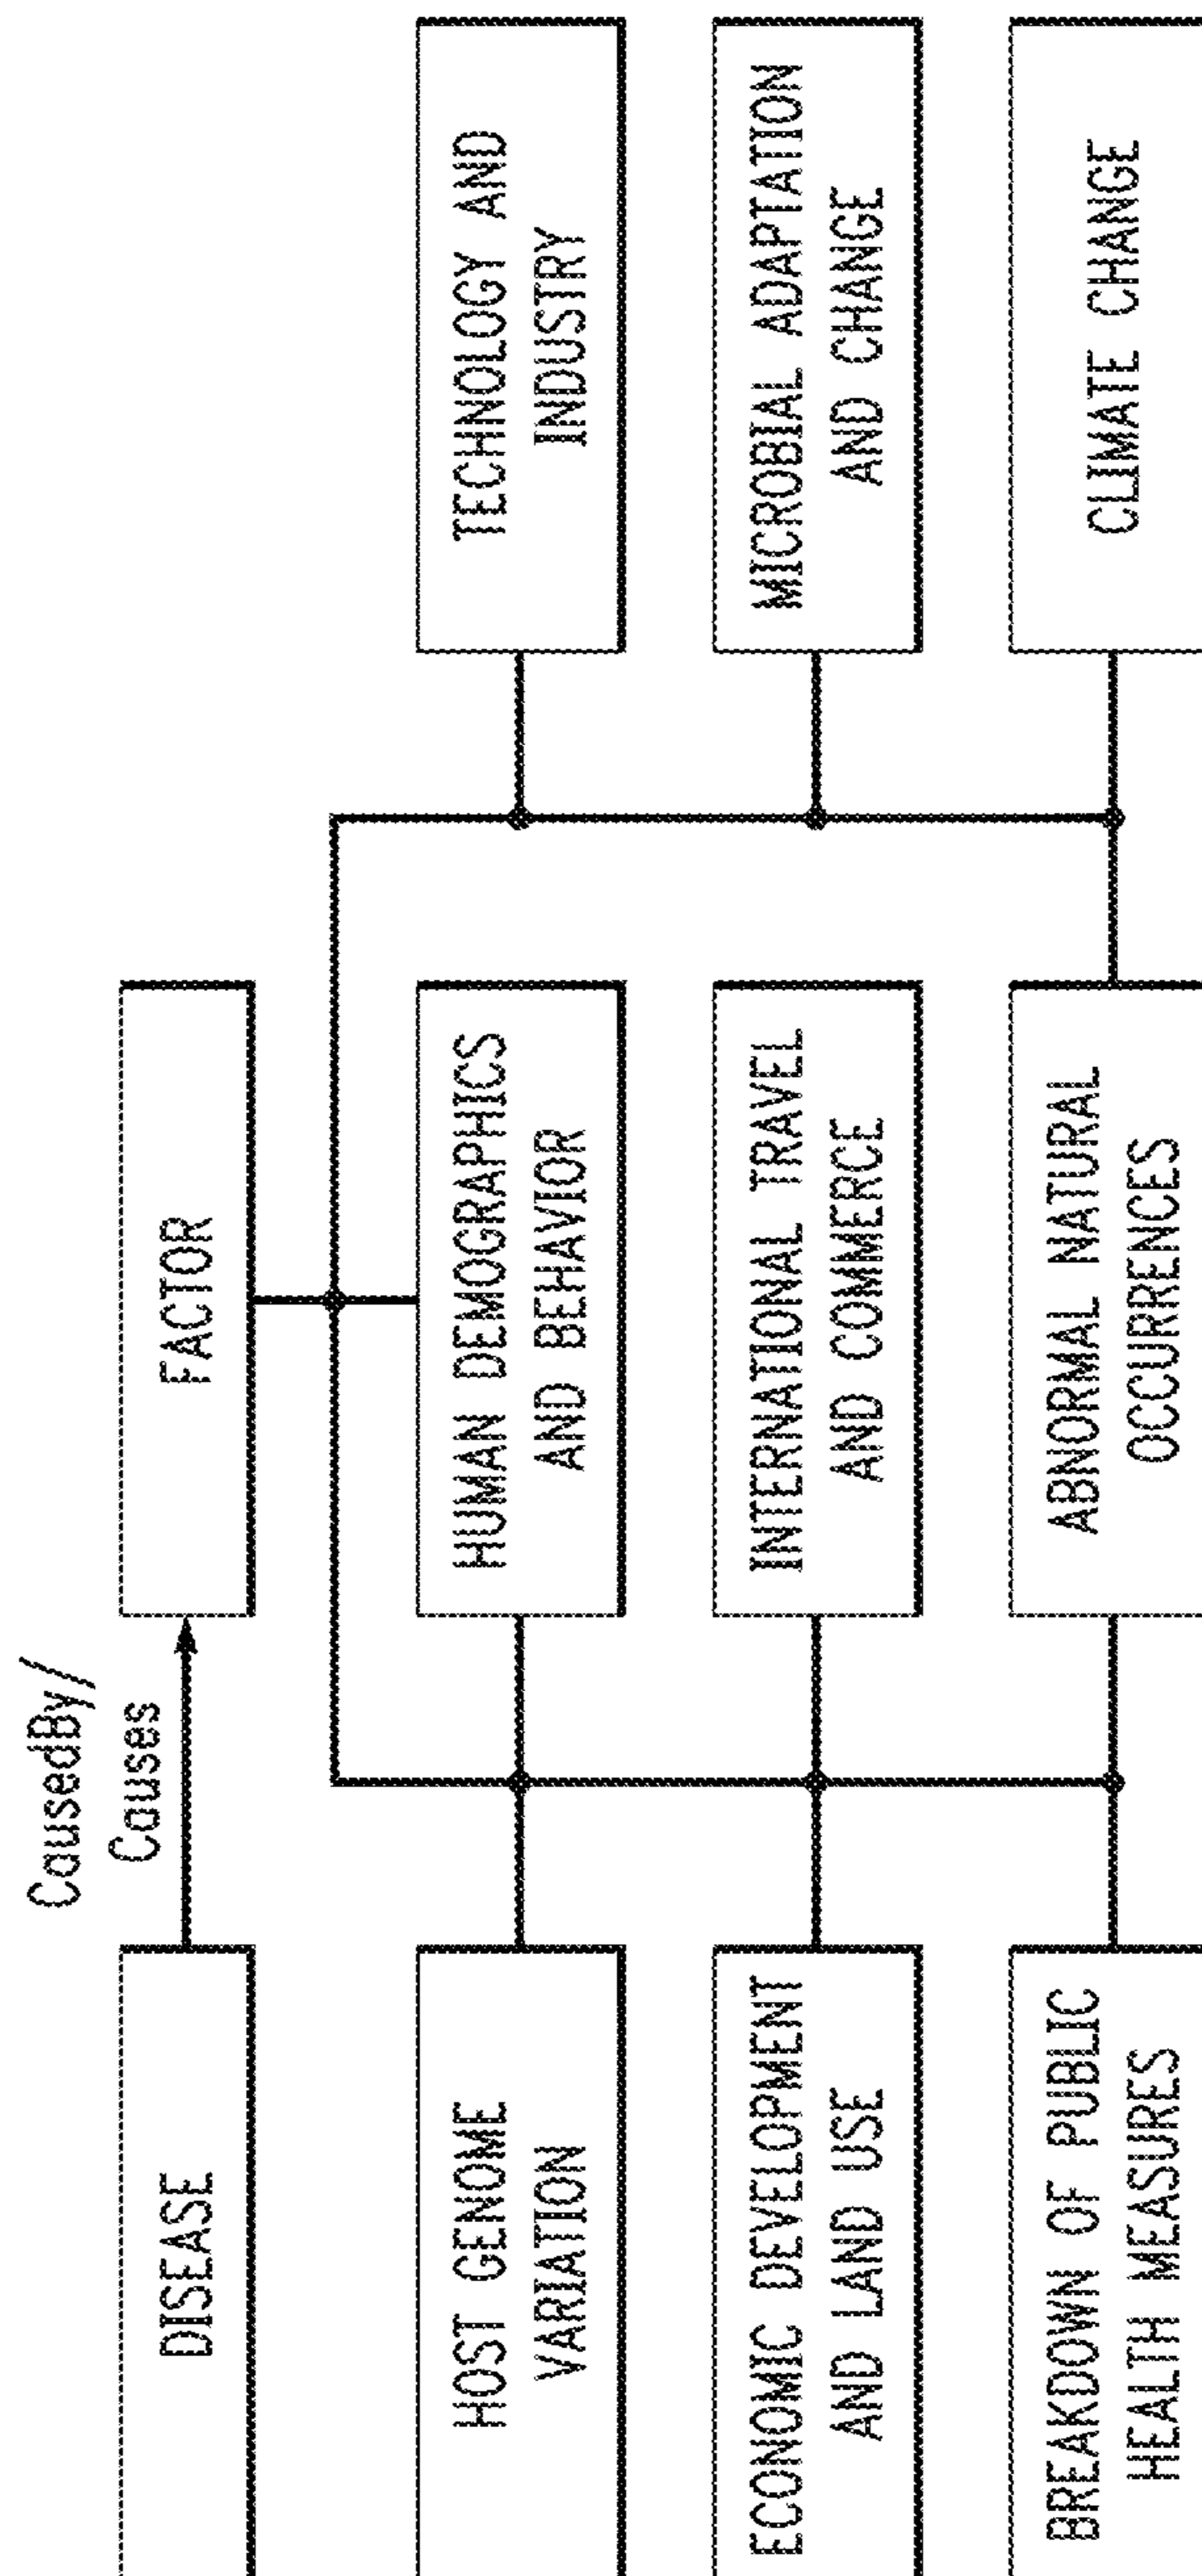 DISEASE
CausedBy/
Causes
FACTOR
HOST GENOME
VARIATION
HUMAN DEMOGRAPHICS
AND BEHAVIOR
TECHNOLOGY AND
INDUSTRY
ECONOMIC DEVELOPMENT
AND LAND USE
INTERNATIONAL TRAVEL
AND COMMERCE
MICROBIAL ADAPTATION
AND CHANGE
BREAKDOWN OF PUBLIC
HEALTH MEASURES
ABNORMAL NATURAL
OCCURRENCES
CLIMATE CHANGE